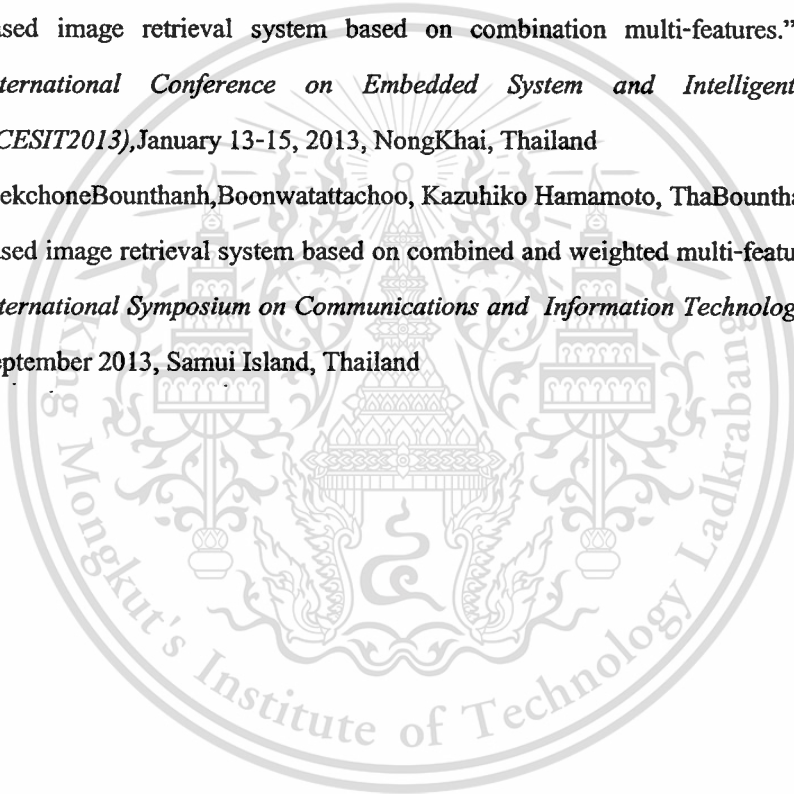 ased image retrieval system based on combination multi-features.”
ternational Conference on Embedded System and Intelligent
CESIT2013),January 13-15, 2013, NongKhai, Thailand
ekchoneBounthanh,Boonwatattachoo, Kazuhiko Hamamoto, ThaBountha
ased image retrieval system based on combined and weighted multi-featu
ternational Symposium on Communications and Information Technolog
eptember 2013, Samui Island, Thailand
King Mongkut's Institute of Technology Ladkrabang